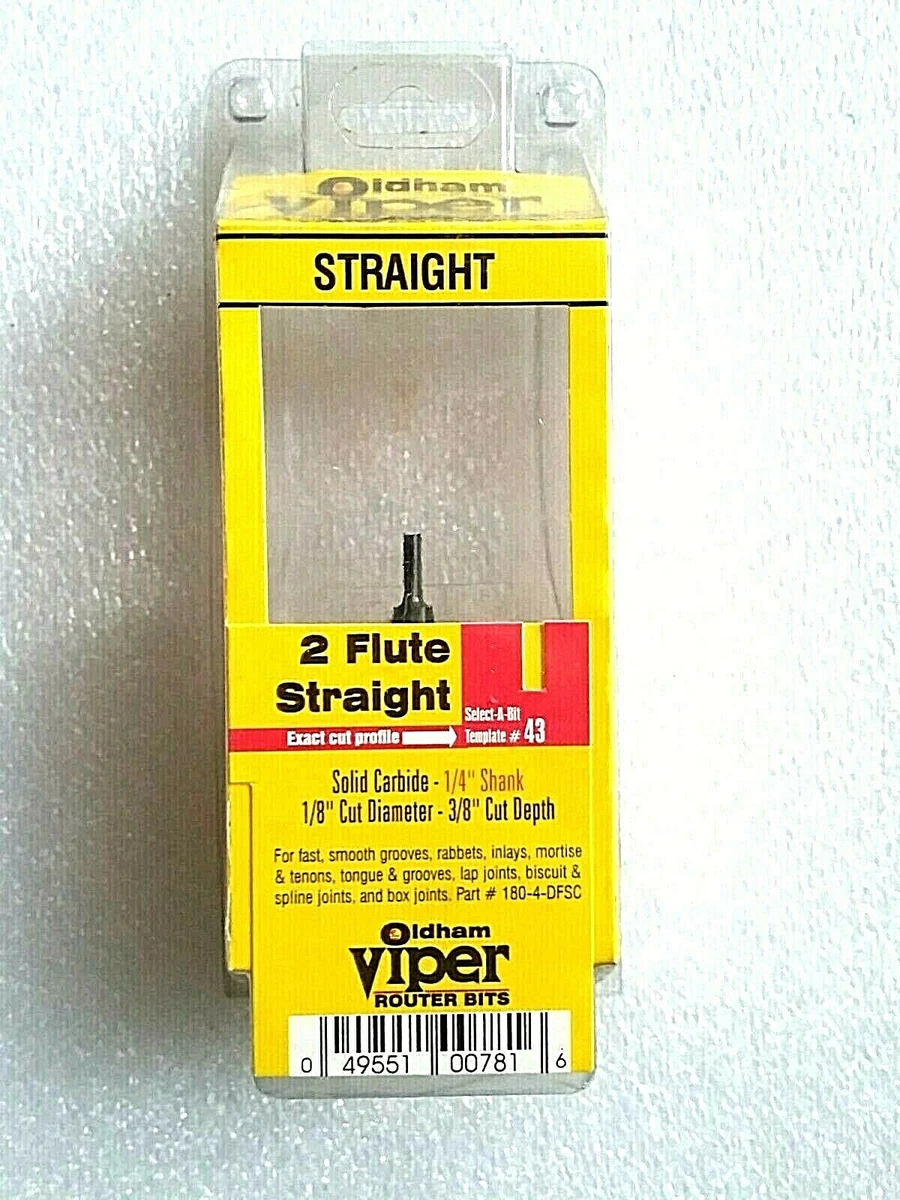 Oldham
viper
STRAIGHT
2 Flute
Straight
Select-A-Bit
Template # 43
Exact cut profile
Solid Carbide - 1/4" Shank
1/8" Cut Diameter - 3/8" Cut Depth
For fast, smooth grooves, rabbets, inlays, mortise
& tenons, tongue & grooves, lap joints, biscuit &
spline joints, and box joints. Part # 180-4-DFSC
Oldham
viper
ROUTER BITS
0 49551 00781 6